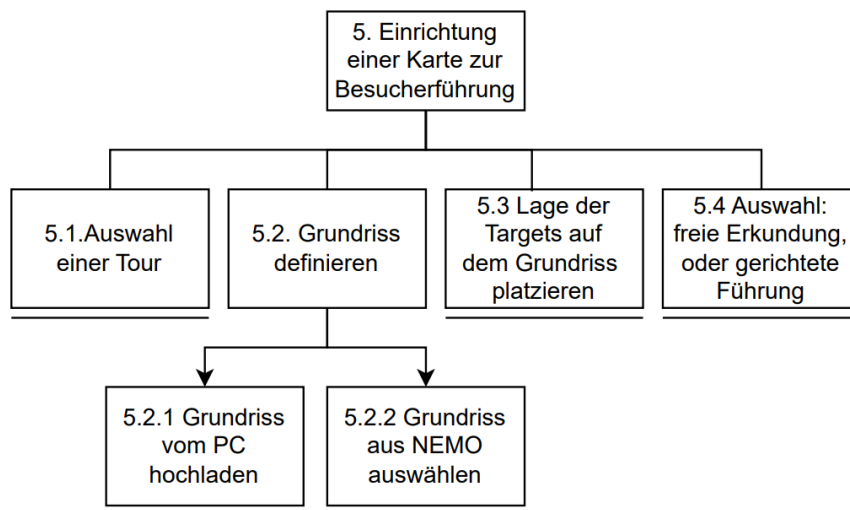 5. Einrichtung
einer Karte zur
Besucherführung
5.1.Auswahl
einer Tour
5.2. Grundriss
definieren
5.3 Lage der
Targets auf
dem Grundriss
platzieren
5.4 Auswahl:
freie Erkundung,
oder gerichtete
Führung
5.2.1 Grundriss
vom PC
hochladen
5.2.2 Grundriss
aus NEMO
auswählen